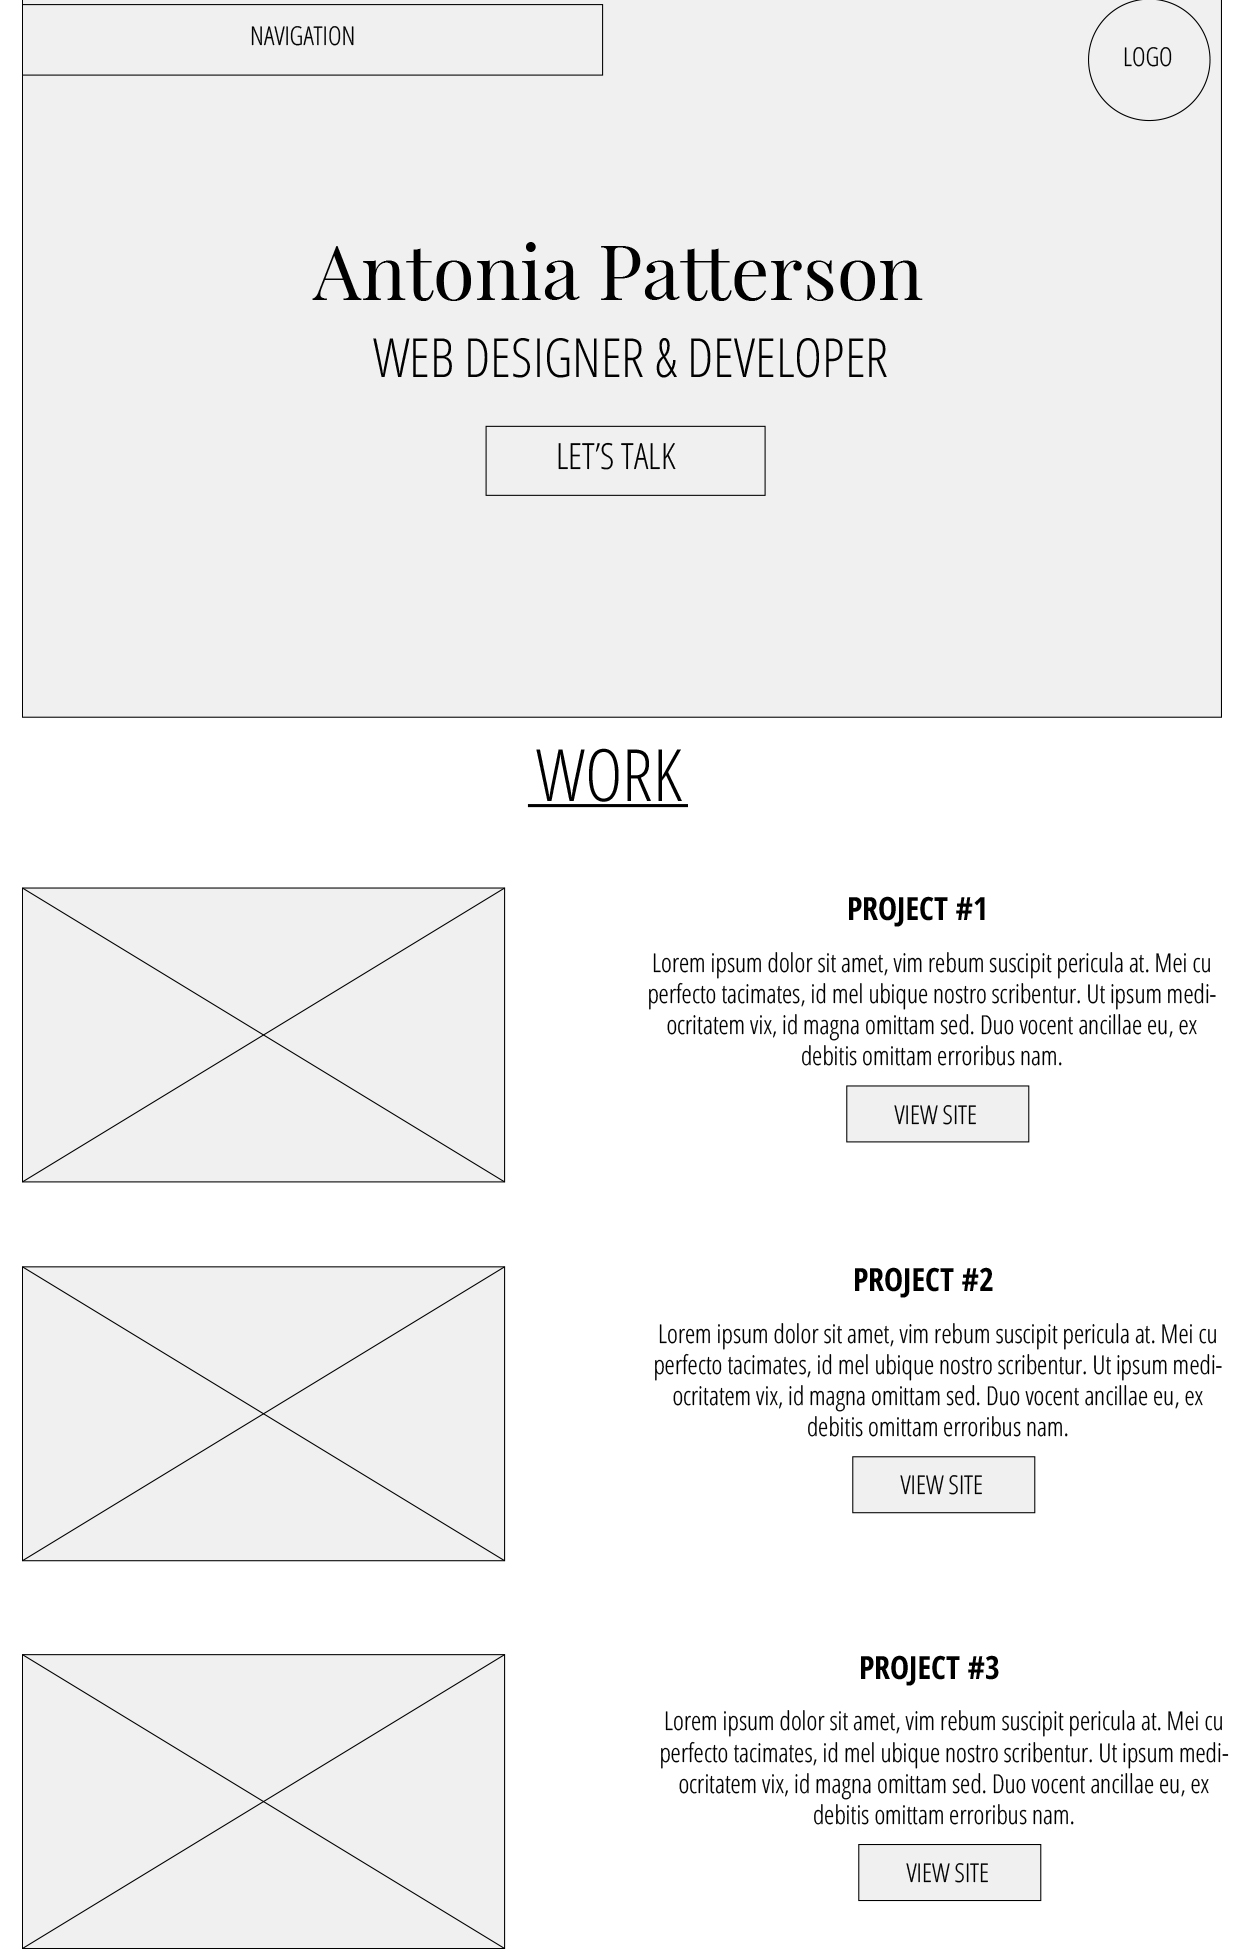 NAVIGATION
LOGO
Antonia Patterson
WEB DESIGNER & DEVELOPER
LET’S TALK
WORK
PROJECT #1
Lorem ipsum dolor sit amet, vim rebum suscipit pericula at. Mei cu
perfecto tacimates, id mel ubique nostro scribentur. Ut ipsum medi-
ocritatem vix, id magna omittam sed. Duo vocent ancillae eu, ex
debitis omittam erroribus nam.
VIEW SITE
PROJECT #2
Lorem ipsum dolor sit amet, vim rebum suscipit pericula at. Mei cu
perfecto tacimates, id mel ubique nostro scribentur. Ut ipsum medi-
ocritatem vix, id magna omittam sed. Duo vocent ancillae eu, ex
debitis omittam erroribus nam.
VIEW SITE
PROJECT #3
Lorem ipsum dolor sit amet, vim rebum suscipit pericula at. Mei cu
perfecto tacimates, id mel ubique nostro scribentur. Ut ipsum medi-
ocritatem vix, id magna omittam sed. Duo vocent ancillae eu, ex
debitis omittam erroribus nam.
VIEW SITE